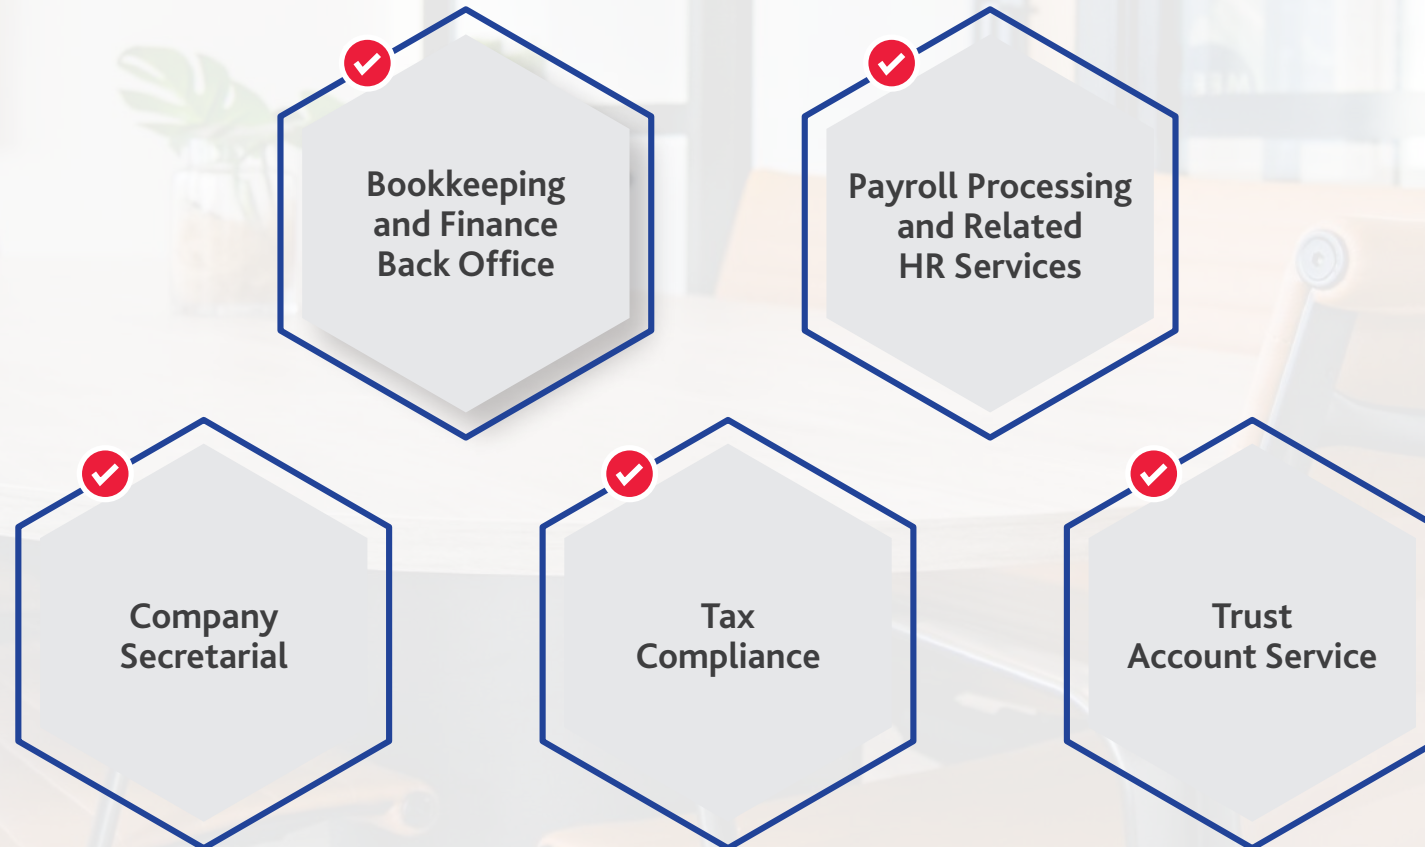 Bookkeeping
and Finance
Back Office
Payroll Processing
and Related
HR Services
Company
Secretarial
Tax
Compliance
Trust
Account Service